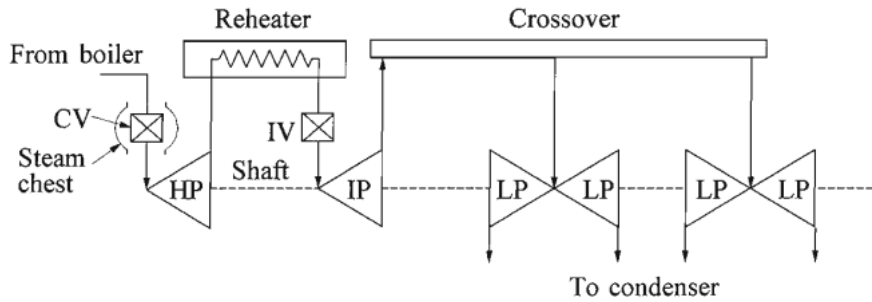 Reheater
Crossover
From boiler
CV
IV
Steam
chest
Shaft
HP
IP
LP
LP
LP
LP
To condenser